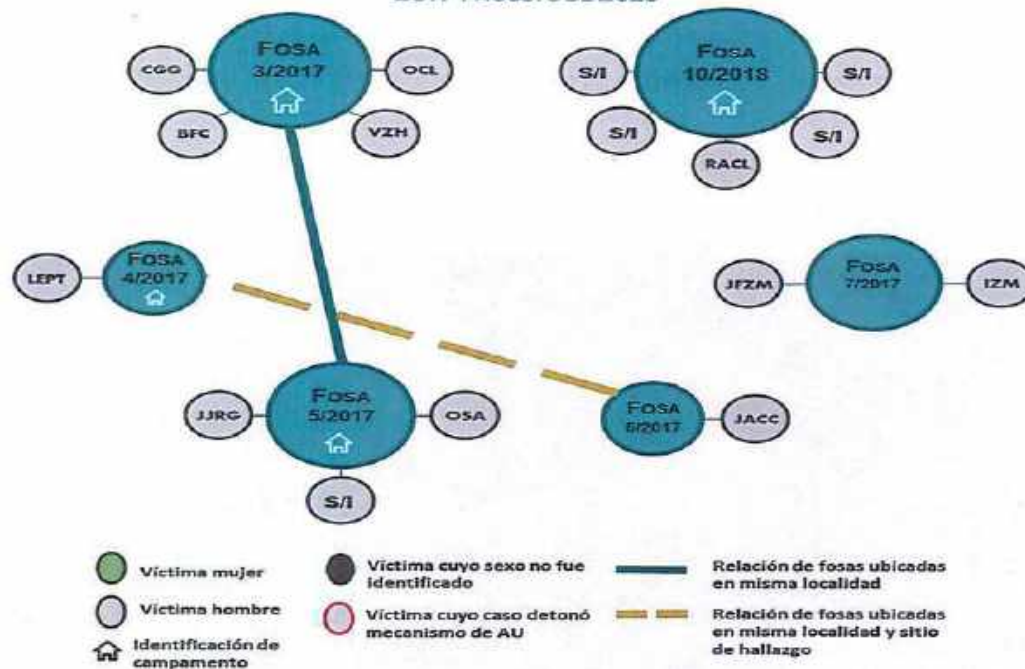 FOSA
3/2017
CGG
OCL
BFC
VZH
FOSA
10/2018
S/I
S/I
S/I
S/I
RACL
LEPT
FOSA
4/2017
JFZM
FOSA
7/2017
IZM
JJRG
FOSA
5/2017
OSA
S/I
FOSA
6/2017
JACC
Víctima mujer
Víctima hombre
Identificación de
campamento
Víctima cuyo sexo no fue
identificado
Víctima cuyo caso detonó
mecanismo de AU
Relación de fosas ubicadas
en misma localidad
Relación de fosas ubicadas
en misma localidad y sitio
de hallazgo